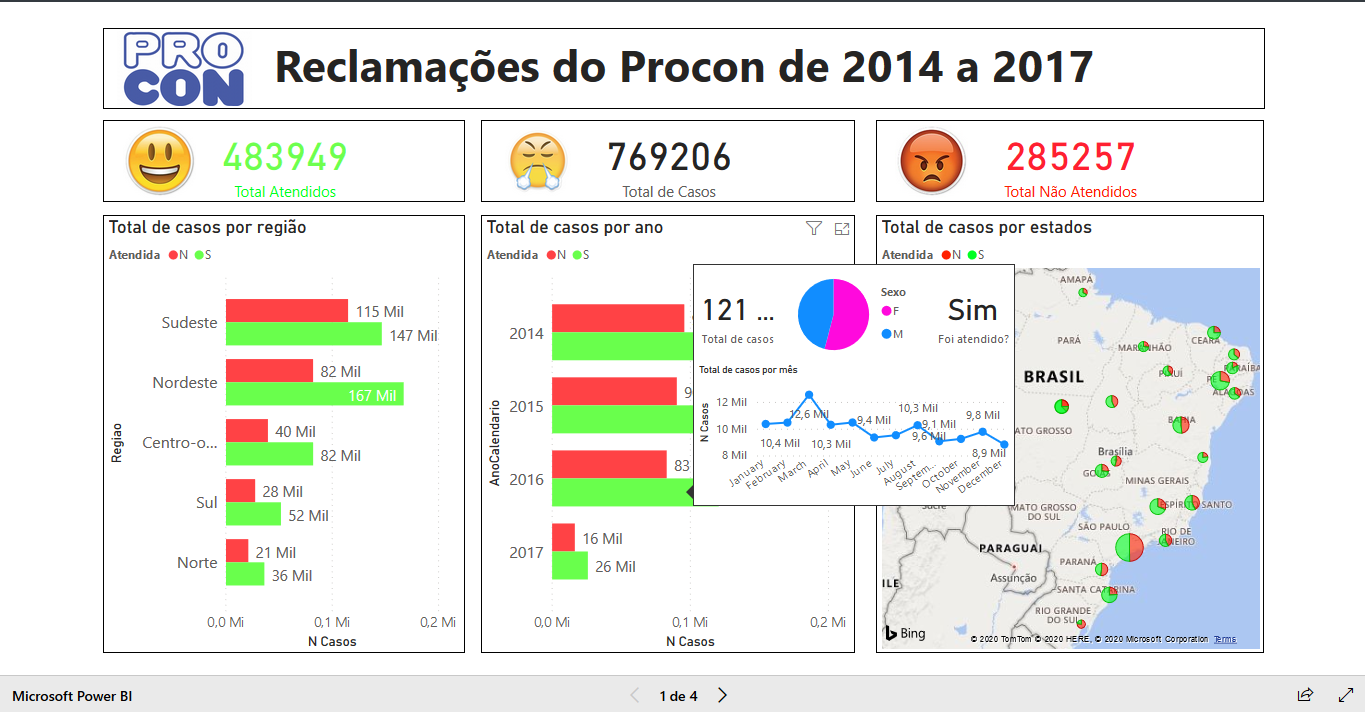 PROCON
Reclamações do Procon de 2014 a 2017
483949
Total Atendidos
769206
Total de Casos
285257
Total Não Atendidos
Total de casos por região
Atendida N S
Região
Sudeste
115 Mil
147 Mil
Nordeste
82 Mil
167 Mil
Centro-o...
40 Mil
82 Mil
Sul
28 Mil
52 Mil
Norte
21 Mil
36 Mil
0,0 Mi 0,1 Mi 0,2 Mi
N Casos
Total de casos por ano
Atendida N S
AnoCalendario
2014
2015
9
2016
83
2017
16 Mil
26 Mil
0,0 Mi 0,1 Mi 0,2 Mi
N Casos
121 ...
Total de casos
Sexo
F
M
Sim
Foi atendido?
Total de casos por mês
N Casos
12 Mil
10 Mil
8 Mil
10,4 Mil
12,6 Mil
10,3 Mil
9,4 Mil
10,3 Mil
9,6 Mil
9,1 Mil
9,8 Mil
8,9 Mil
January
February
March
April
May
June
July
August
Septem...
October
November
December
Total de casos por estados
Atendida N S
AMAPÁ
PARÁ
MARANHÃO
CEARÁ
PIAUÍ
PARAÍBA
PE
ALAGOAS
BRASIL
ATO GROSSO
BAHIA
Brasília
GOIÁS
MINAS GERAIS
MATO GROSSO
DO SUL
ESPÍRITO SANTO
SÃO PAULO
RIO DE
JANEIRO
PARAGUAI
PARANÁ
Assunção
SANTA CATARINA
ILE
RIO GRANDE
DO SUL
Sucre
Bing
© 2020 TomTom © 2020 HERE, © 2020 Microsoft Corporation Terms
Microsoft Power BI
1 de 4